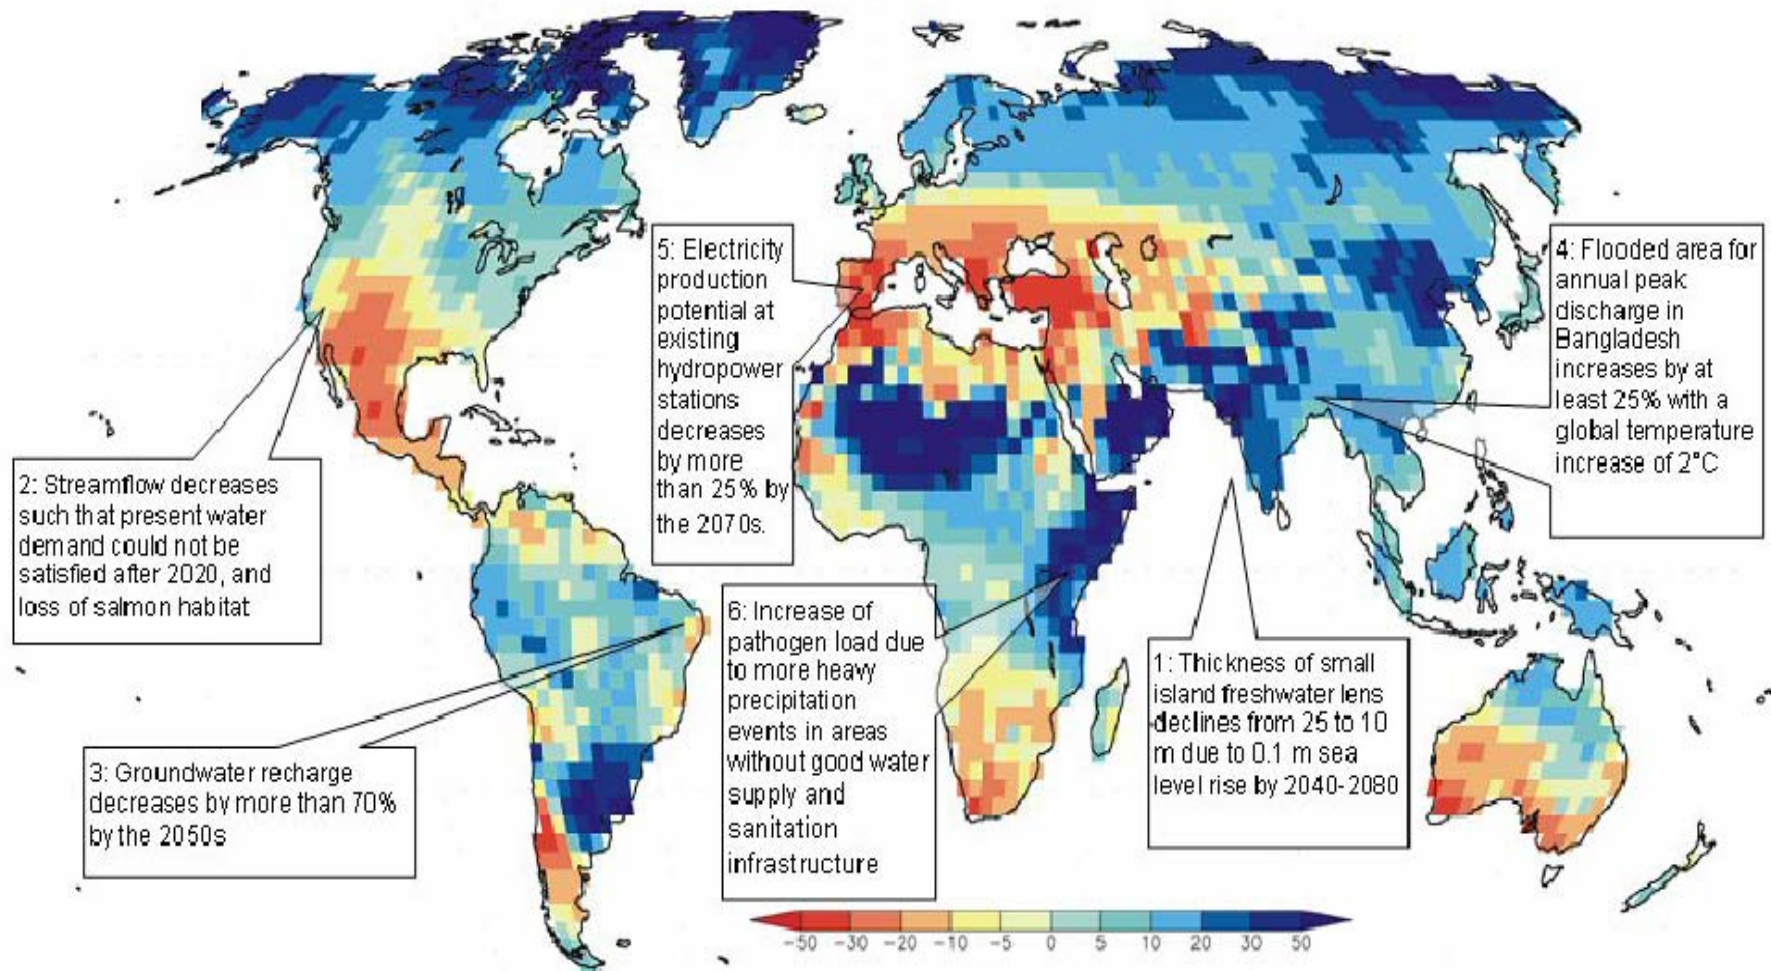 5: Electricity
production
potential at
existing
hydropower
stations
decreases
by more
than 25% by
the 2070s.
4: Flooded area for
annual peak
discharge in
Bangladesh
increases by at
least 25% with a
global temperature
increase of 2°C
2: Streamflow decreases
such that present water
demand could not be
satisfied after 2020, and
loss of salmon habitat
6: Increase of
pathogen load due
to more heavy
precipitation
events in areas
without good water
supply and
sanitation
infrastructure
1: Thickness of small
island freshwater lens
declines from 25 to 10
m due to 0.1 m sea
level rise by 2040-2080
3: Groundwater recharge
decreases by more than 70%
by the 2050s
-50 -30 -20 -10 -5 0 5 10 20 30 50